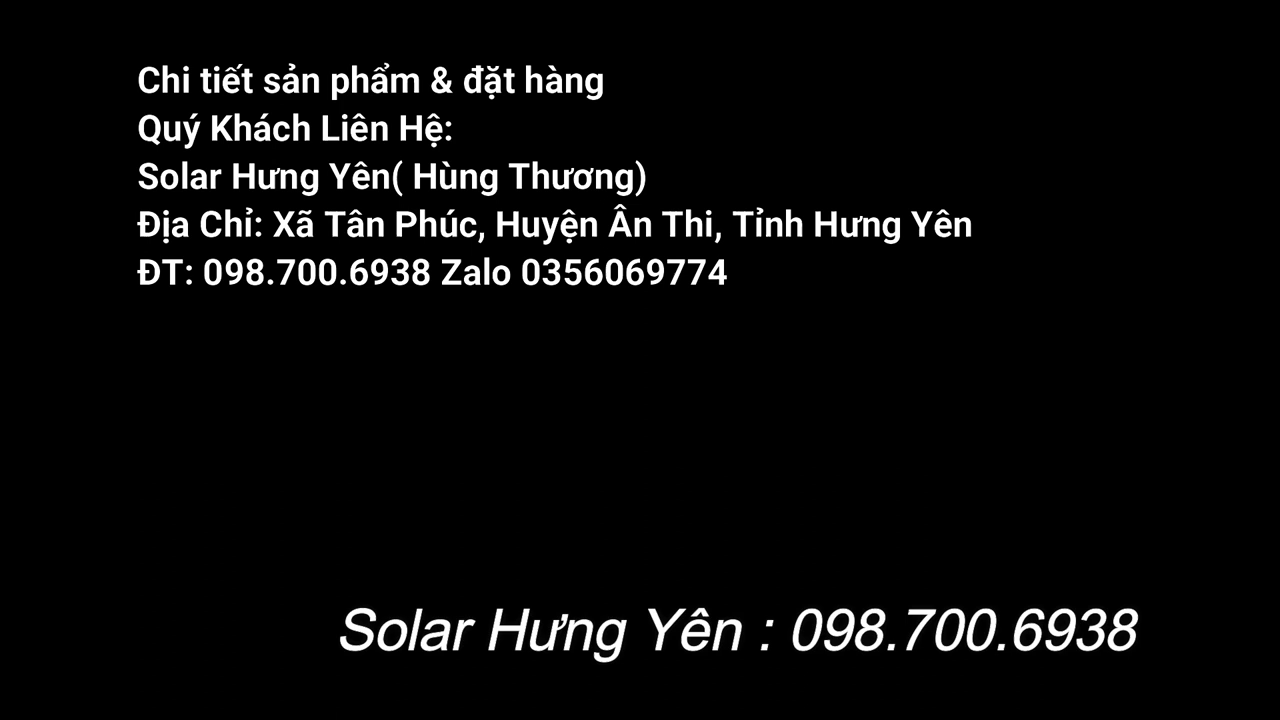 Chi tiết sản phẩm & đặt hàng
Quý Khách Liên Hệ:
Solar Hưng Yên( Hùng Thương)
Địa Chỉ: Xã Tân Phúc, Huyện Ân Thi, Tỉnh Hưng Yên
ĐT: 098.700.6938 Zalo 0356069774
Solar Hưng Yên : 098.700.6938